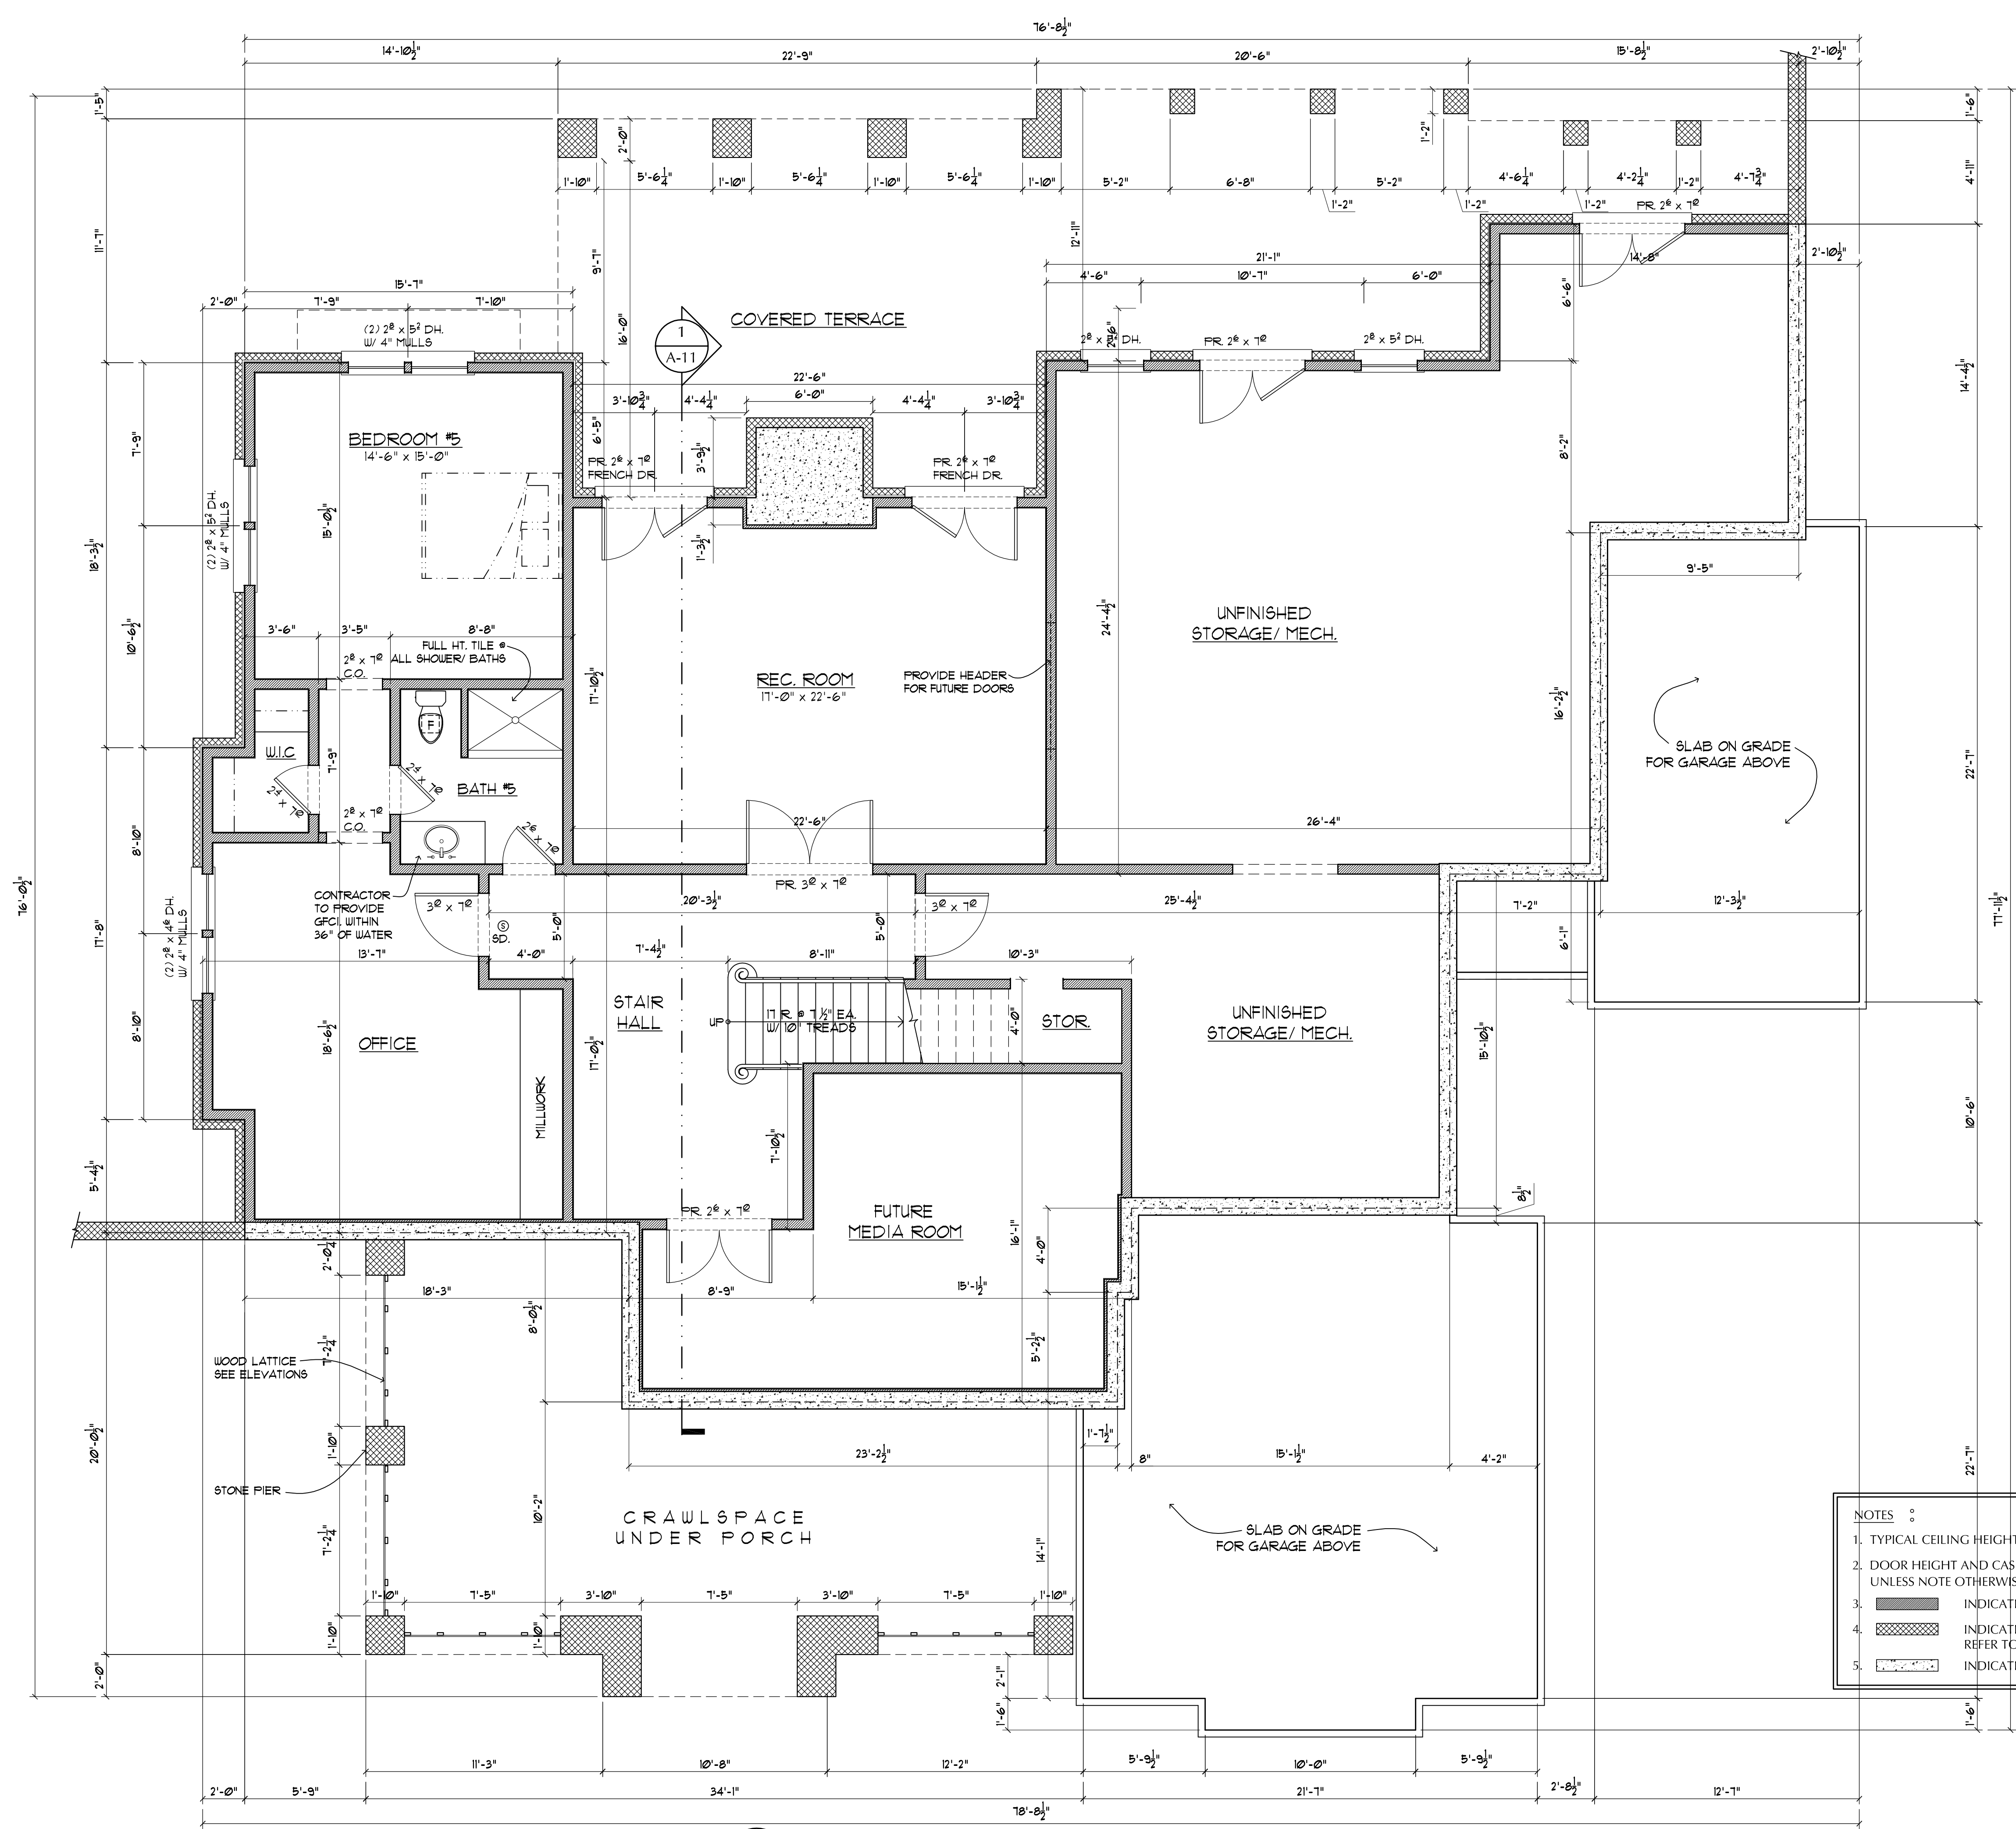 76'-8½"
14'-10½"
22'-9"
20'-6"
15'-8½"
2'-10½"
1'-5"
2'-0"
1'-2"
1'-6"
1'-10"
5'-6¼"
1'-10"
5'-6¼"
1'-10"
5'-6¼"
1'-10"
5'-2"
6'-8"
5'-2"
4'-6¼"
4'-2¼"
1'-2"
4'-7¾"
4'-11"
1'-2"
1'-2"
1'-2"
PR. 2⁶ x 7⁰
11'-7"
9'-7"
12'-11"
21'-1"
14'-8"
2'-10½"
15'-7"
4'-6"
10'-7"
6'-0"
6'-6"
2'-0"
7'-9"
7'-10"
16'-0"
COVERED TERRACE
1
A-11
(2) 2⁸ x 5² DH.
W/ 4" MULLS
2⁸ x 5² DH.
PR. 2⁶ x 7⁰
2⁸ x 5² DH.
14'-4½"
22'-6"
6'-0"
3'-10¾"
4'-4¼"
4'-4¼"
3'-10¾"
BEDROOM #5
14'-6" x 15'-0"
7'-9"
6'-5"
3'-9½"
8'-2"
PR. 2⁶ x 7⁰
FRENCH DR.
PR. 2⁶ x 7⁰
FRENCH DR.
(2) 2⁸ x 5² DH.
W/ 4" MULLS
15'-0½"
18'-3½"
1'-3½"
9'-5"
10'-6½"
24'-4½"
UNFINISHED
STORAGE/ MECH.
3'-6"
3'-5"
8'-8"
FULL HT. TILE @
ALL SHOWER/ BATHS
2⁸ x 7⁰
C.O.
REC. ROOM
17'-0" x 22'-6"
17'-10½"
PROVIDE HEADER
FOR FUTURE DOORS
16'-2½"
F
W.I.C
7'-9"
2⁴ x 7⁰
2⁴ x 7⁰
BATH #5
SLAB ON GRADE
FOR GARAGE ABOVE
22'-7"
2⁸ x 7⁰
C.O.
2⁶ x 7⁰
22'-6"
26'-4"
8'-10"
76'-0½"
77'-11½"
PR. 3⁰ x 7⁰
CONTRACTOR
TO PROVIDE
GFCI. WITHIN
36" OF WATER
3⁰ x 7⁰
S
SD.
20'-3½"
3⁰ x 7⁰
25'-4½"
7'-2"
12'-3½"
(2) 2⁸ x 4⁶ DH.
W/ 4" MULLS
17'-8"
5'-0"
5'-0"
6'-1"
13'-7"
4'-0"
7'-4½"
8'-11"
10'-3"
STAIR
HALL
UP
17 R. @ 7 ½" EA.
W/ 10" TREADS
4'-0"
STOR.
UNFINISHED
STORAGE/ MECH.
8'-10"
18'-6½"
OFFICE
17'-0½"
15'-10½"
MILLWORK
7'-10½"
10'-6"
5'-4½"
PR. 2⁶ x 7⁰
FUTURE
MEDIA ROOM
8½"
16'-1"
4'-0"
2'-0¼"
18'-3"
8'-9"
15'-1½"
8'-0½"
5'-2½"
WOOD LATTICE
SEE ELEVATIONS
7'-2¼"
20'-0½"
1'-10"
1'-7½"
23'-2½"
8"
15'-1½"
4'-2"
22'-7"
STONE PIER
10'-2"
CRAWLSPACE
UNDER PORCH
7'-2¼"
14'-1"
SLAB ON GRADE
FOR GARAGE ABOVE
NOTES :
1. TYPICAL CEILING HEIGHT
2. DOOR HEIGHT AND CAS
UNLESS NOTE OTHERWIS
3. INDICATE
4. INDICATE
REFER TO
5. INDICATE
1'-10"
7'-5"
3'-10"
7'-5"
3'-10"
7'-5"
1'-10"
1'-10"
1'-10"
2'-0"
2'-1"
1'-6"
1'-6"
11'-3"
10'-8"
12'-2"
5'-9½"
10'-0"
5'-9½"
2'-0"
5'-9"
34'-1"
21'-7"
2'-8½"
12'-7"
78'-8½"